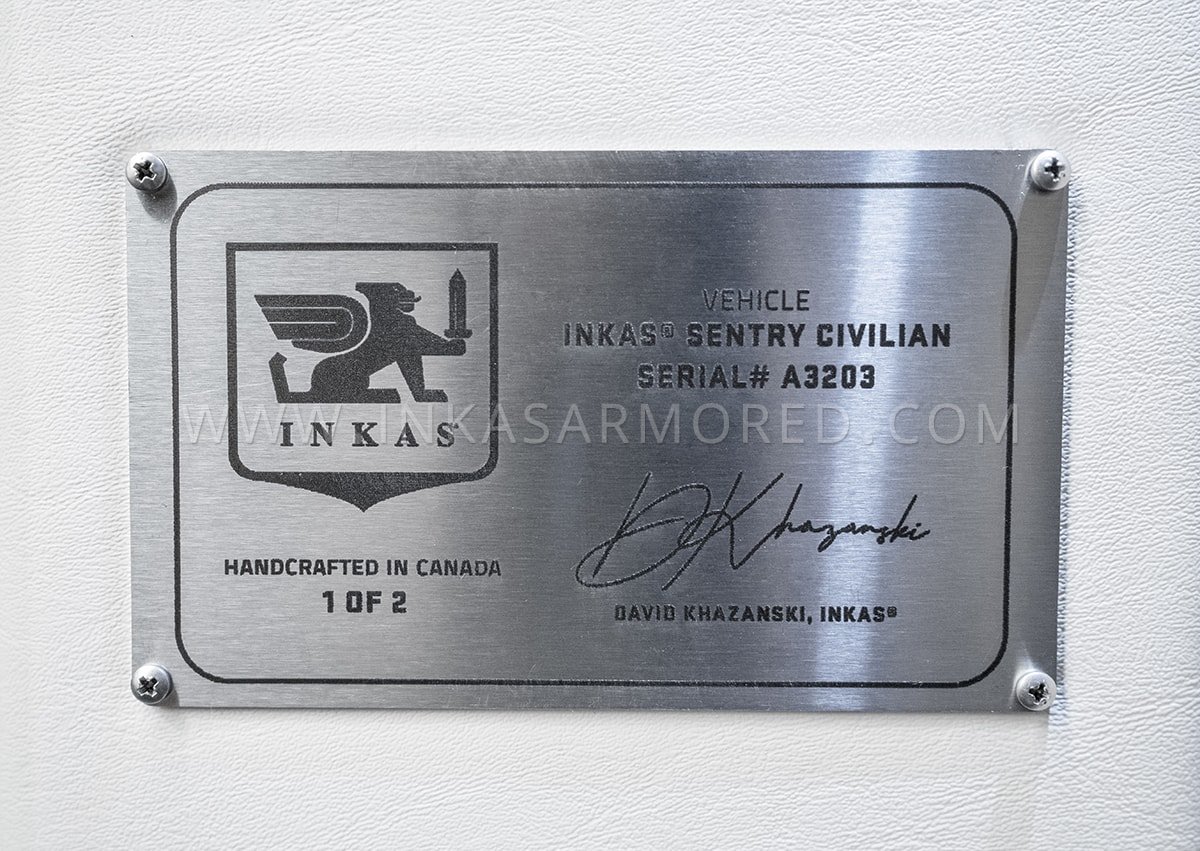 INKAS
HANDCRAFTED IN CANADA
1 OF 2
VEHICLE
INKAS® SENTRY CIVILIAN
SERIAL# A3203
DKhazanski
DAVID KHAZANSKI, INKAS®
WWW.INKASARMORED.COM